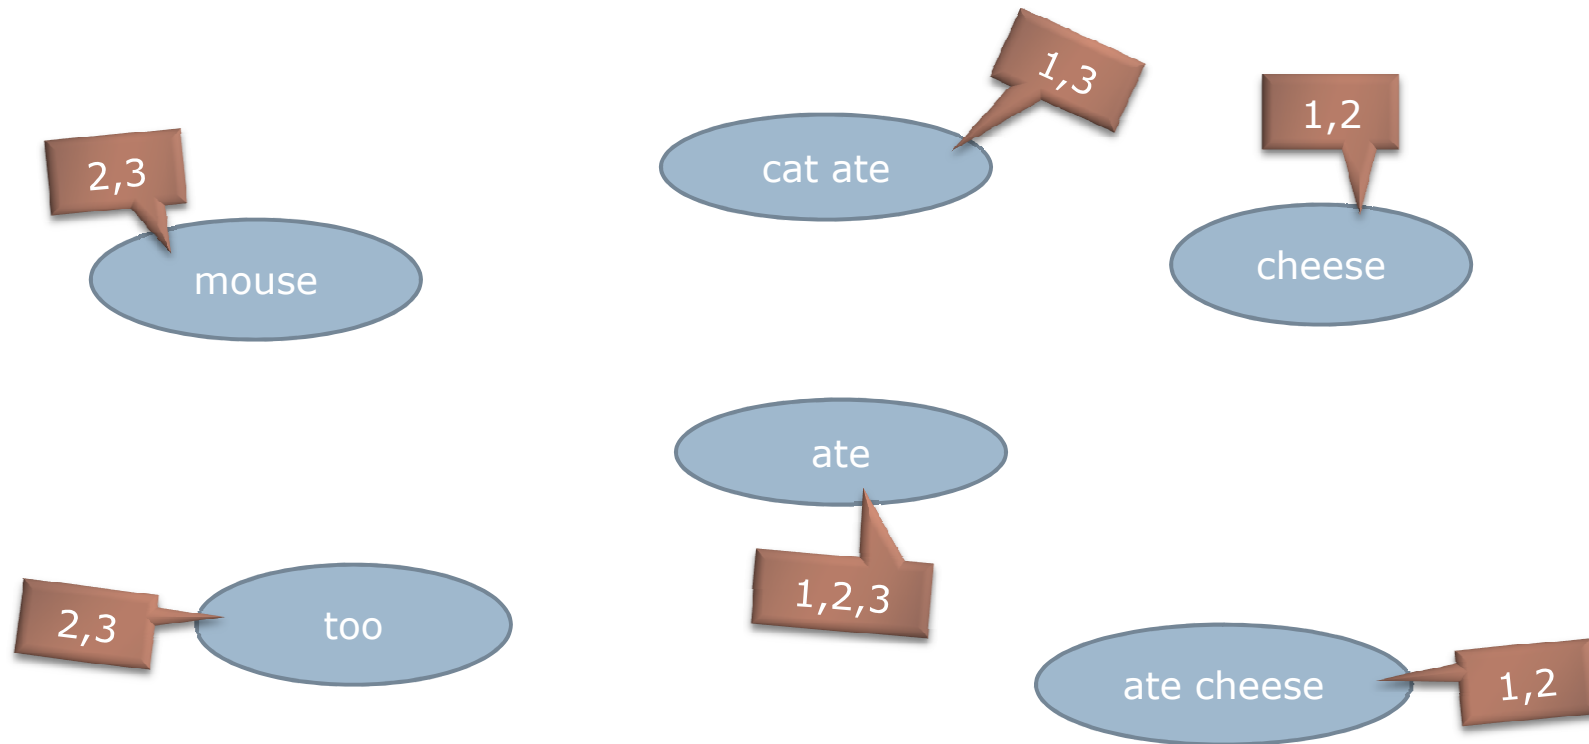 1,3
1,2
cat ate
2,3
cheese
mouse
ate
1,2,3
2,3
too
ate cheese
1,2